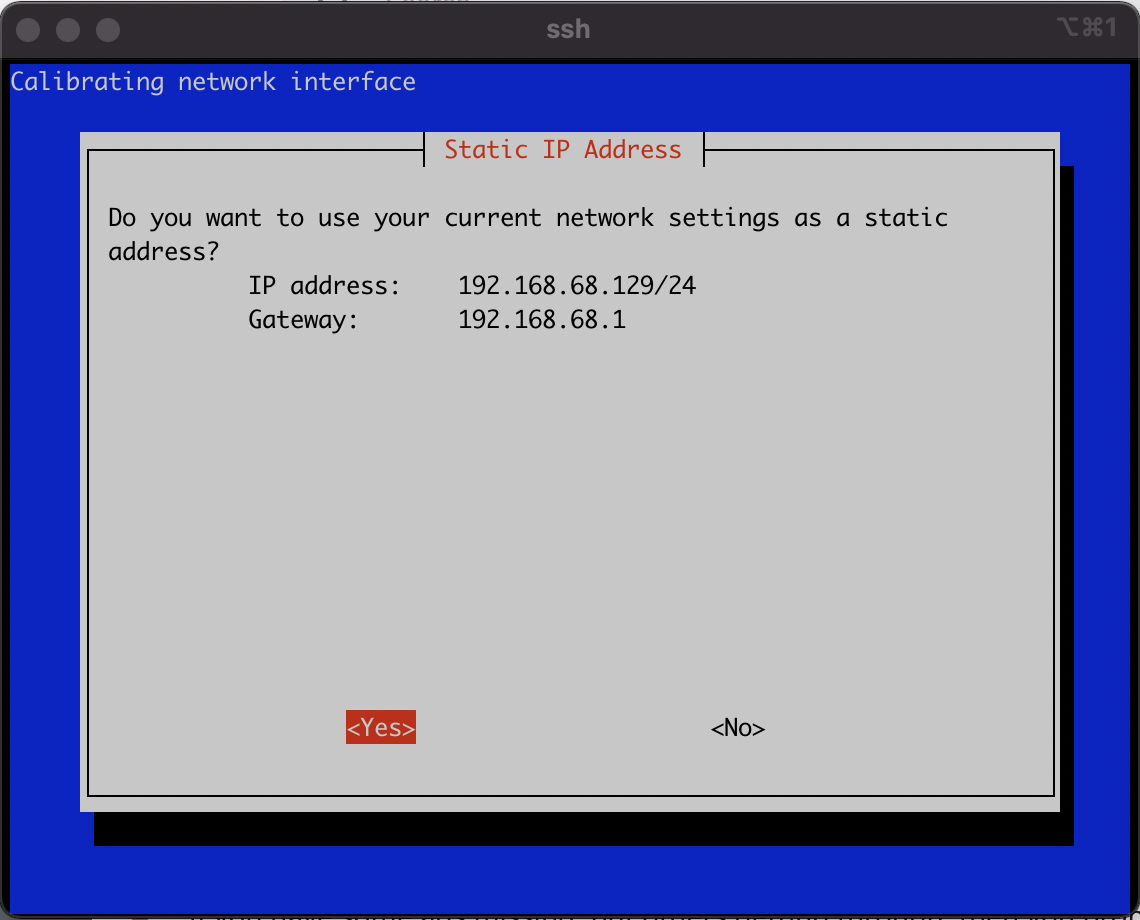 ssh
⌥⌘1
Calibrating network interface
Static IP Address
Do you want to use your current network settings as a static
address?
IP address: 192.168.68.129/24
Gateway: 192.168.68.1
<Yes> <No>